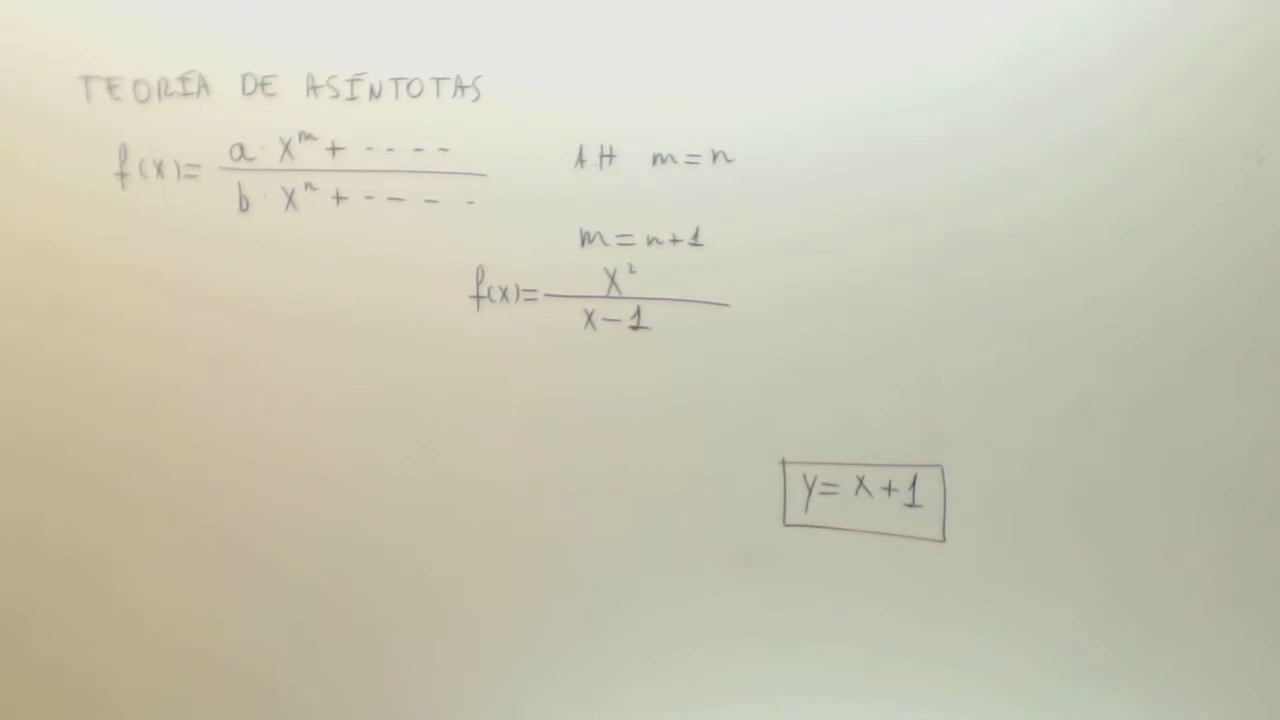 TEORÍA DE ASÍNTOTAS
f(x)= a·x^m + ---- / b·x^n + ---- -
AH m=n
m=n+1
f(x)= x² / x-1
y= x+1